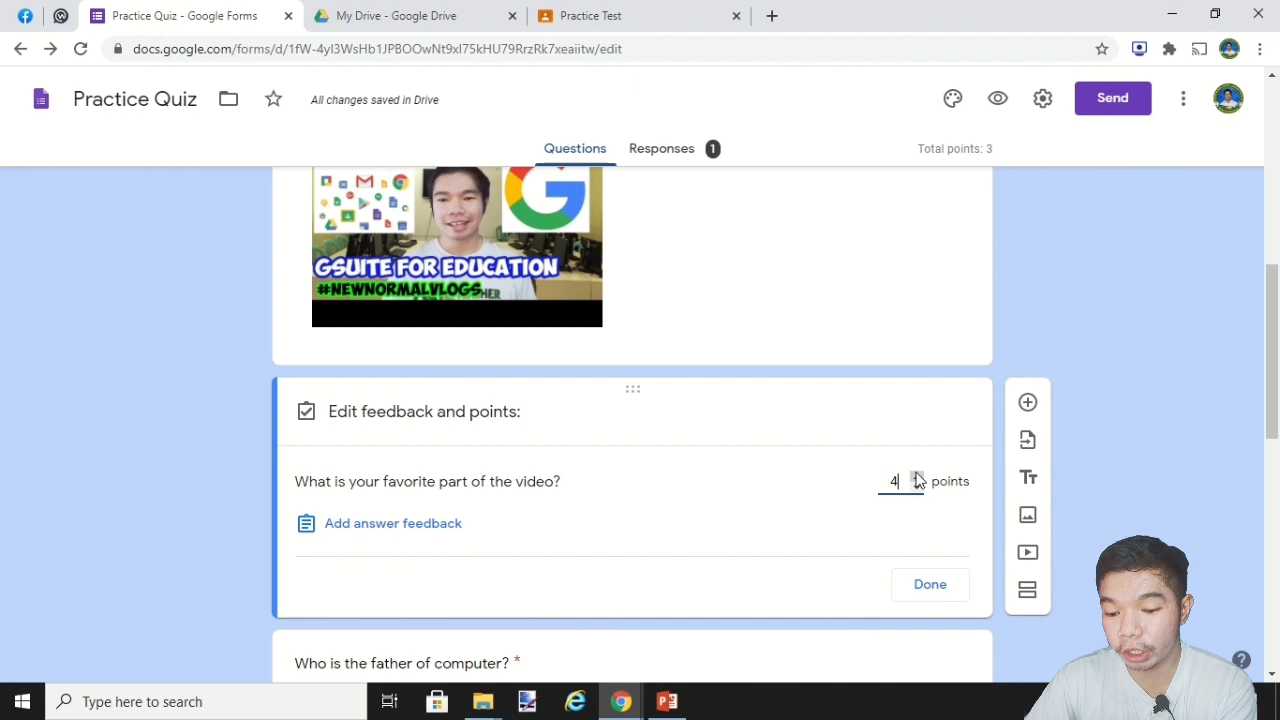 Practice Quiz - Google Forms
My Drive - Google Drive
Practice Test
docs.google.com/forms/d/1fW-4yl3WsHb1JPBOOwNt9xl75kHU79RrzRk7xeaiitw/edit
Practice Quiz
All changes saved in Drive
Send
Questions
Responses 1
Total points: 3
GSUITE FOR EDUCATION
#NEWNORMALVLOGS
Edit feedback and points:
What is your favorite part of the video?
4 points
Add answer feedback
Done
Who is the father of computer? *
Type here to search